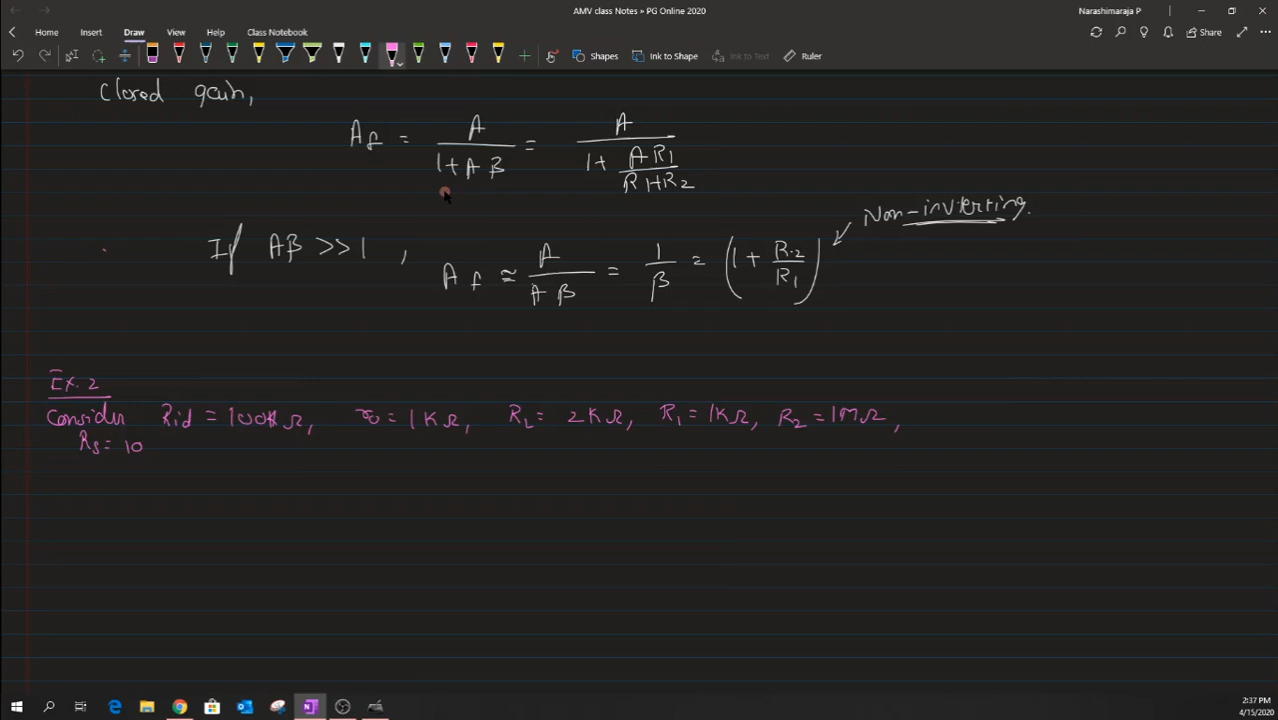 AMV class Notes » PG Online 2020
Narashimaraja P
Home Insert Draw View Help Class Notebook
Share
Shapes Ink to Shape Ink to Text Ruler
Closed gain,
Af = A / (1+Aβ) = A / (1 + AR1 / (R1+R2))
Non-inverting.
If Aβ >>1 , Af ≃ A / Aβ = 1 / β = (1 + R2 / R1)
Ex. 2
Consider Rid = 100KΩ, ro = 1KΩ, RL = 2KΩ, R1 = 1KΩ, R2 = 1MΩ,
Rs = 10
2:37 PM
4/15/2020